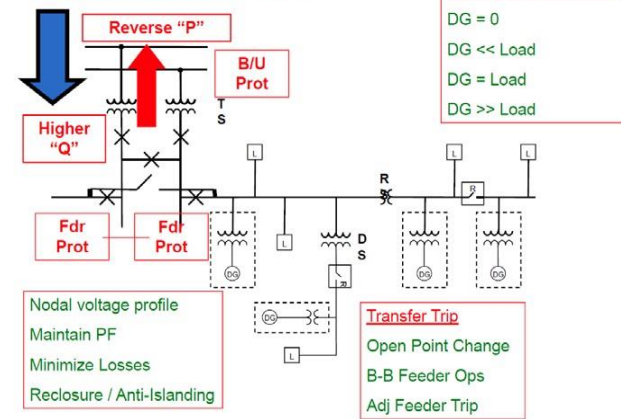 Reverse “P”
B/U
Prot
DG = 0
DG << Load
DG = Load
DG >> Load
T
S
Higher
“Q”
L
L
L
R
R
Fdr
Prot
Fdr
Prot
L
D
S
DG
DG
DG
R
DG
L
Nodal voltage profile
Maintain PF
Minimize Losses
Reclosure / Anti-Islanding
Transfer Trip
Open Point Change
B-B Feeder Ops
Adj Feeder Trip